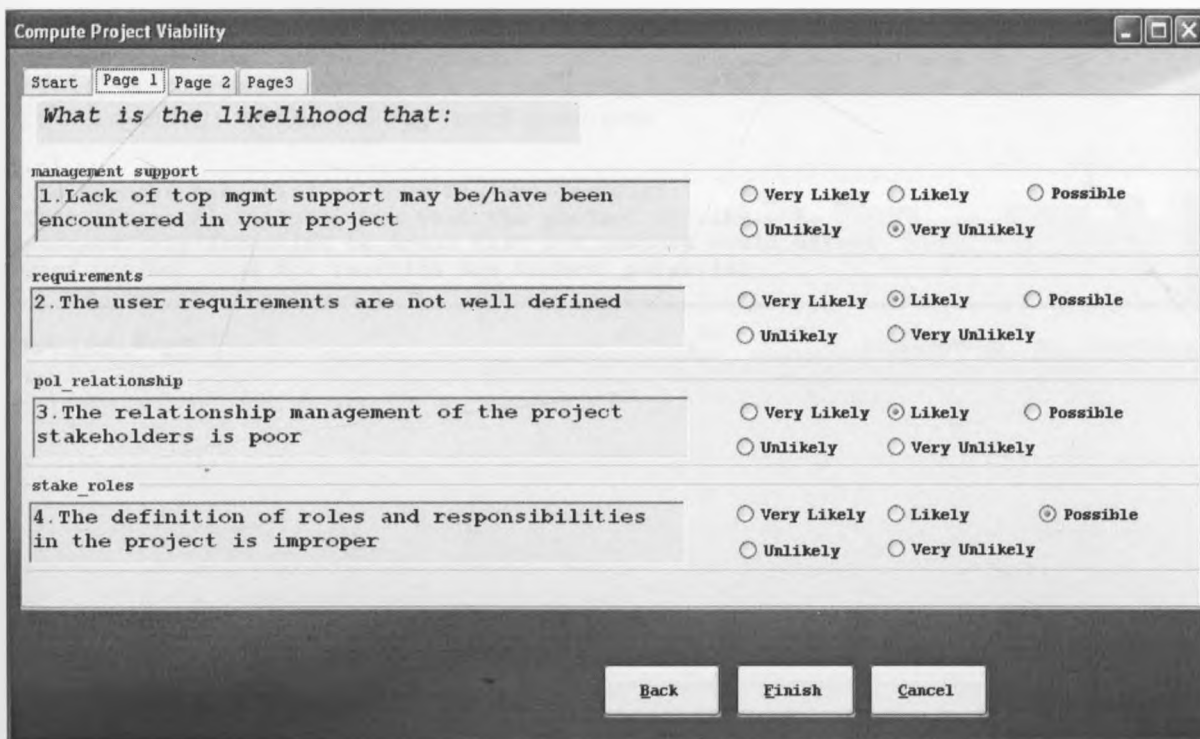 Compute Project Viability
Start Page 1 Page 2 Page3
What is the likelihood that:
management support
1.Lack of top mgmt support may be/have been
encountered in your project
Very Likely Likely Possible
Unlikely Very Unlikely
requirements
2.The user requirements are not well defined
Very Likely Likely Possible
Unlikely Very Unlikely
pol_relationship
3.The relationship management of the project
stakeholders is poor
Very Likely Likely Possible
Unlikely Very Unlikely
stake_roles
4.The definition of roles and responsibilities
in the project is improper
Very Likely Likely Possible
Unlikely Very Unlikely
Back Finish Cancel